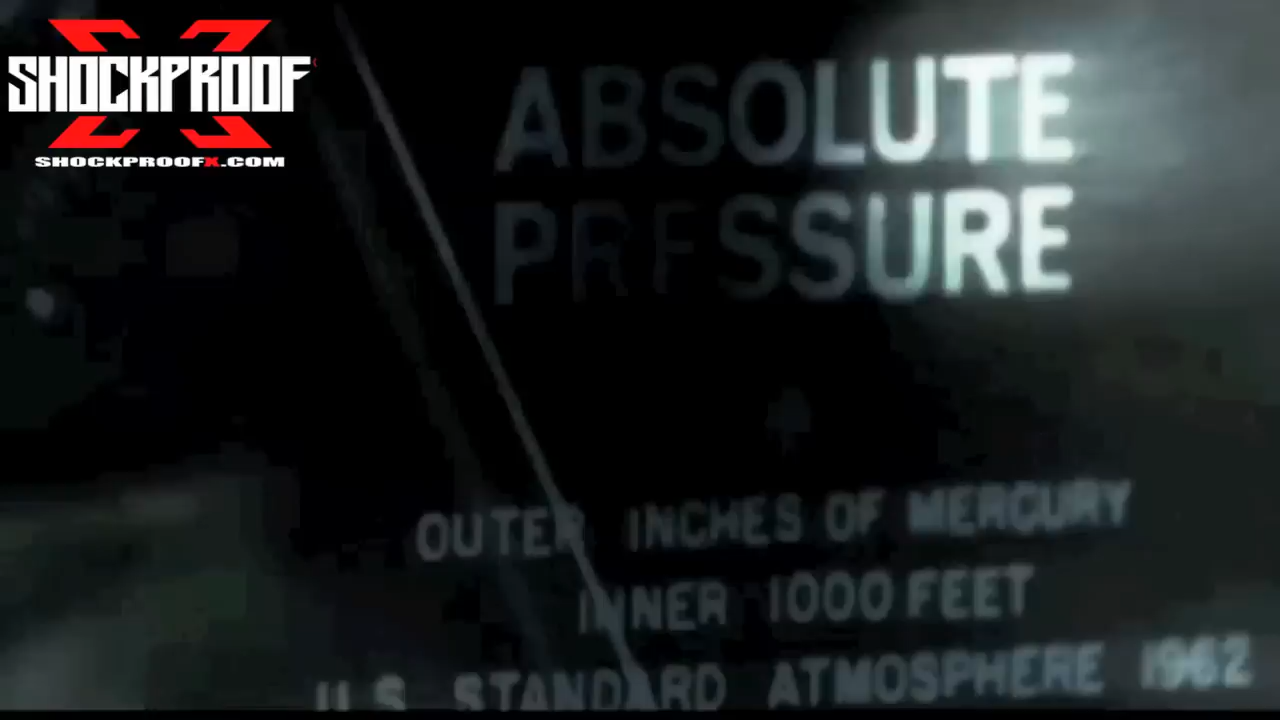 SHOCKPROOF
SHOCKPROOFX.COM
ABSOLUTE
PRESSURE
OUTER INCHES OF MERCURY
INNER 1000 FEET
U.S STANDARD ATMOSPHERE 1962